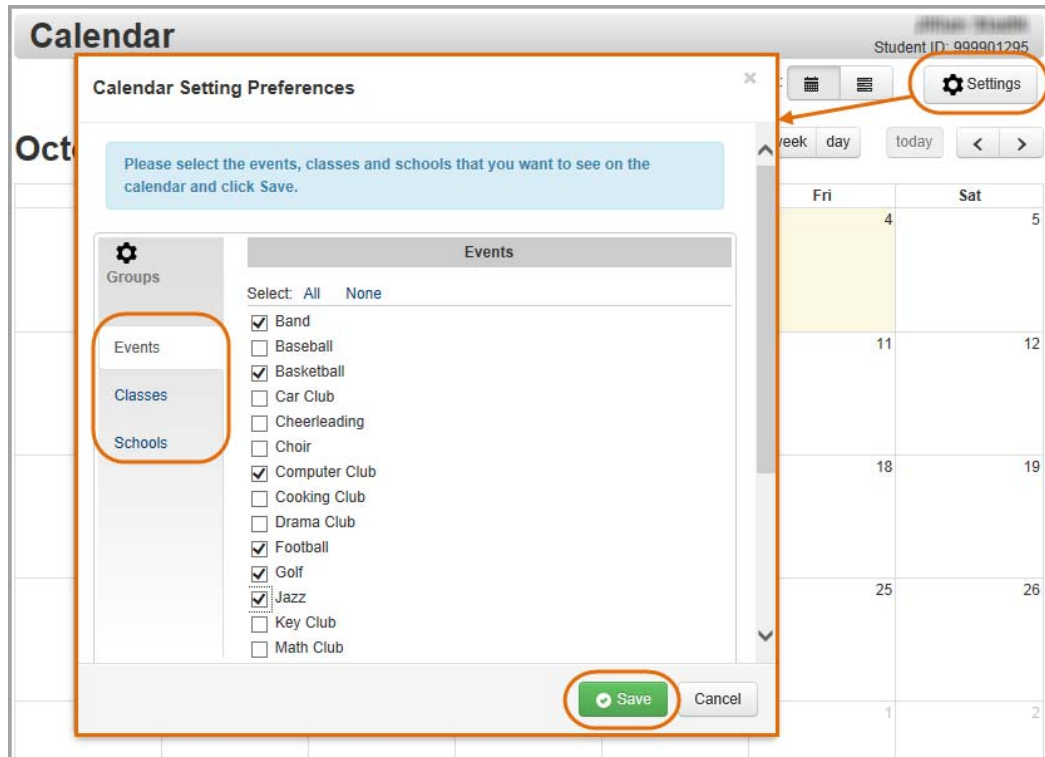 Calendar
Student ID: 999901295
Settings
Calendar Setting Preferences
×
Oct
week day today < >
Please select the events, classes and schools that you want to see on the
calendar and click Save.
Fri Sat
4 5
Groups
Events
Select: All None
Events
Classes
Schools
Band
Baseball
Basketball
Car Club
Cheerleading
Choir
Computer Club
Cooking Club
Drama Club
Football
Golf
Jazz
Key Club
Math Club
11 12
18 19
25 26
Save Cancel
1 2